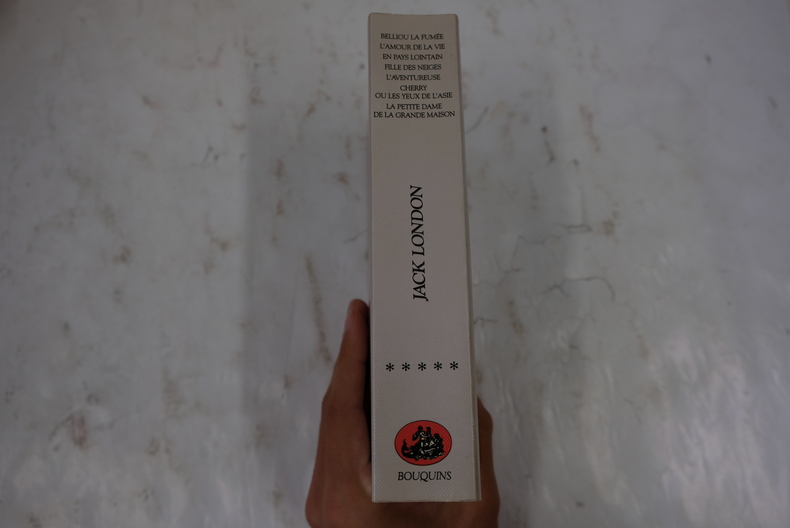 BELLIOU LA FUMÉE
L'AMOUR DE LA VIE
EN PAYS LOINTAIN
FILLE DES NEIGES
L'AVENTUREUSE
CHERRY
OU LES YEUX DE L'ASIE
LA PETITE DAME
DE LA GRANDE MAISON
JACK LONDON
* * * * *
BOUQUINS